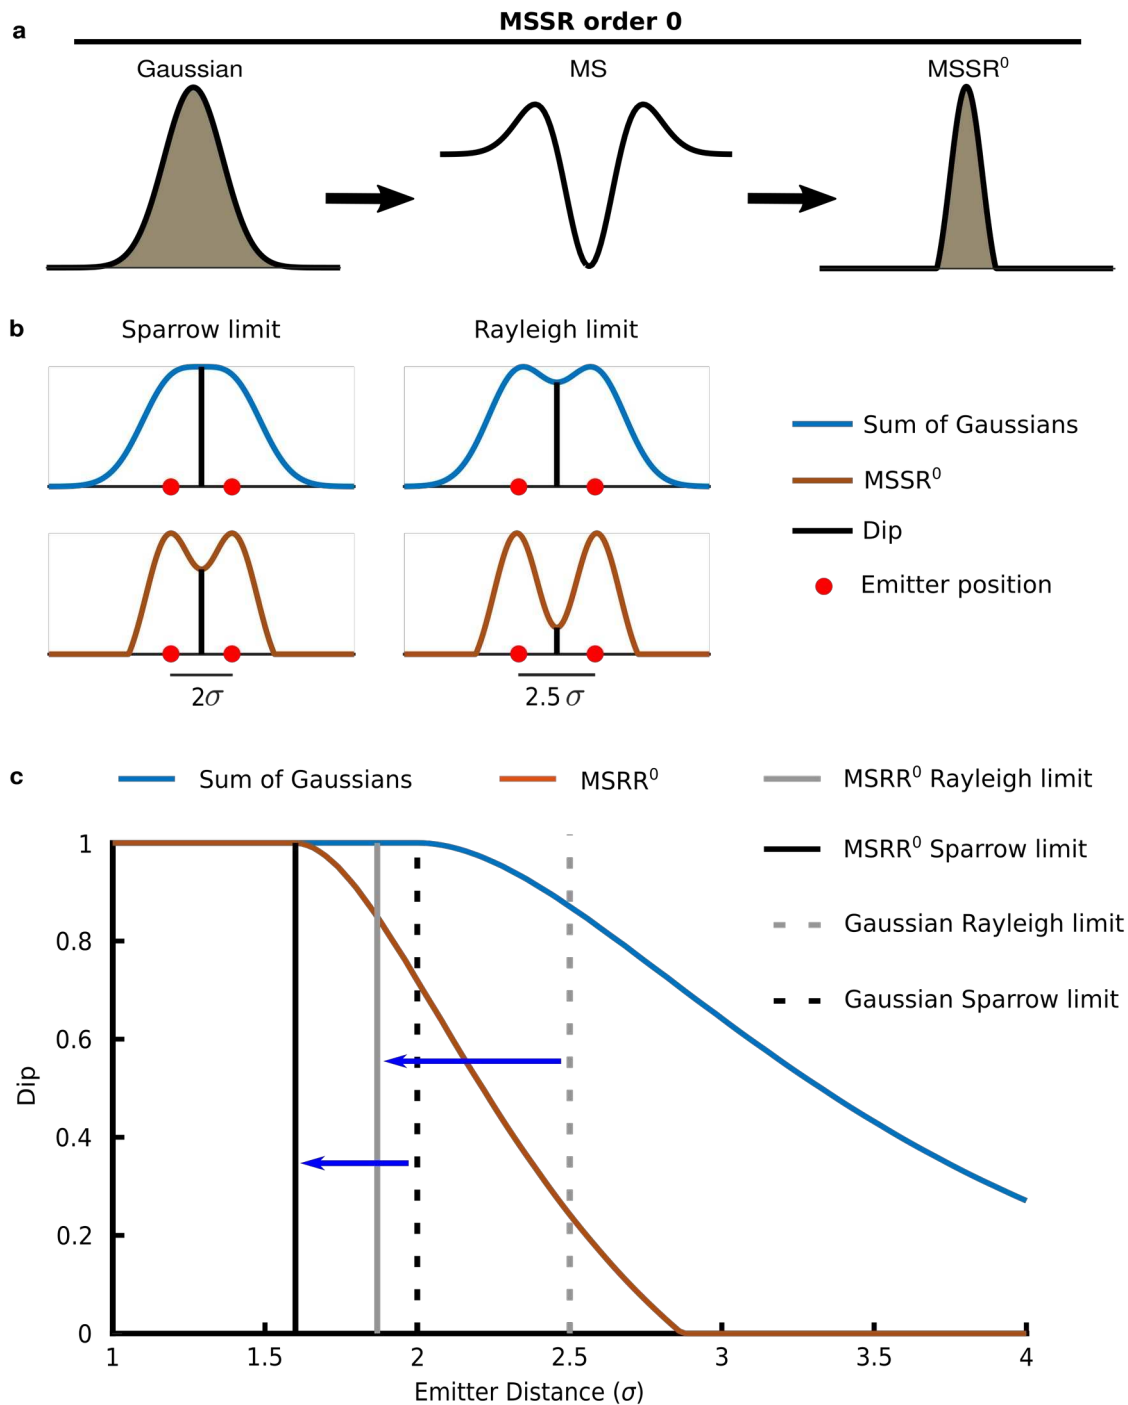 a
MSSR order 0
Gaussian
MS
MSSR⁰
b
Sparrow limit
Rayleigh limit
Sum of Gaussians
MSSR⁰
Dip
Emitter position
2σ
2.5 σ
c
Sum of Gaussians
MSRR⁰
MSRR⁰ Rayleigh limit
MSRR⁰ Sparrow limit
Gaussian Rayleigh limit
Gaussian Sparrow limit
1
0.8
0.6
0.4
0.2
0
Dip
1
1.5
2
2.5
3
3.5
4
Emitter Distance (σ)